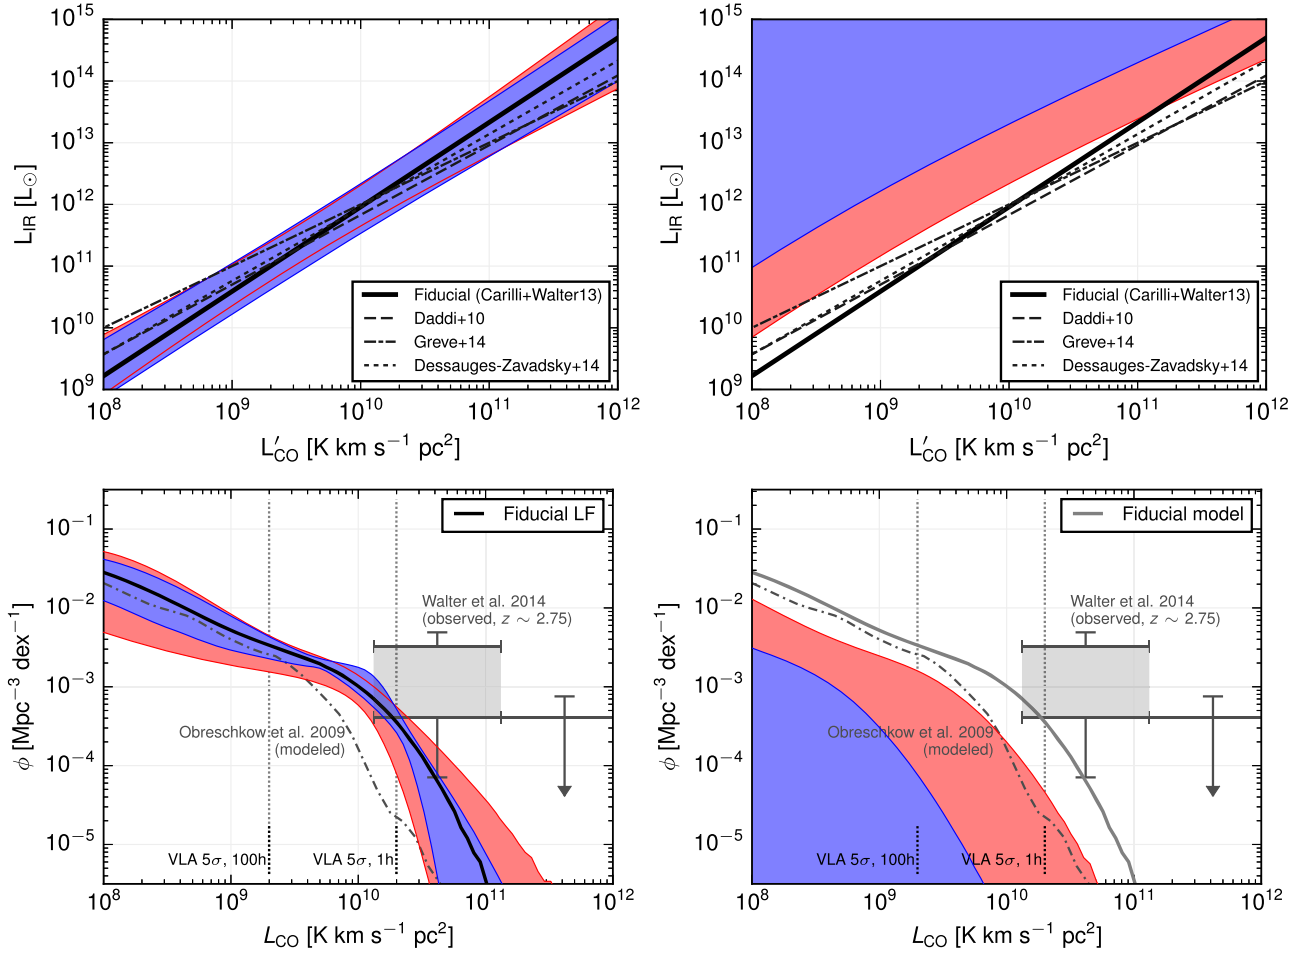 10^15
10^14
10^13
10^12
10^11
10^10
10^9
L_IR [L_⊙]
Fiducial (Carilli+Walter13)
Daddi+10
Greve+14
Dessauges-Zavadsky+14
10^8 10^9 10^10 10^11 10^12
L′_CO [K km s^−1 pc^2]
10^15
10^14
10^13
10^12
10^11
10^10
10^9
L_IR [L_⊙]
Fiducial (Carilli+Walter13)
Daddi+10
Greve+14
Dessauges-Zavadsky+14
10^8 10^9 10^10 10^11 10^12
L′_CO [K km s^−1 pc^2]
10^−1
10^−2
10^−3
10^−4
10^−5
ϕ [Mpc^−3 dex^−1]
Fiducial LF
Walter et al. 2014
(observed, z ∼ 2.75)
Obreschkow et al. 2009
(modeled)
VLA 5σ, 100h
VLA 5σ, 1h
10^8 10^9 10^10 10^11 10^12
L_CO [K km s^−1 pc^2]
10^−1
10^−2
10^−3
10^−4
10^−5
ϕ [Mpc^−3 dex^−1]
Fiducial model
Walter et al. 2014
(observed, z ∼ 2.75)
Obreschkow et al. 2009
(modeled)
VLA 5σ, 100h
VLA 5σ, 1h
10^8 10^9 10^10 10^11 10^12
L_CO [K km s^−1 pc^2]